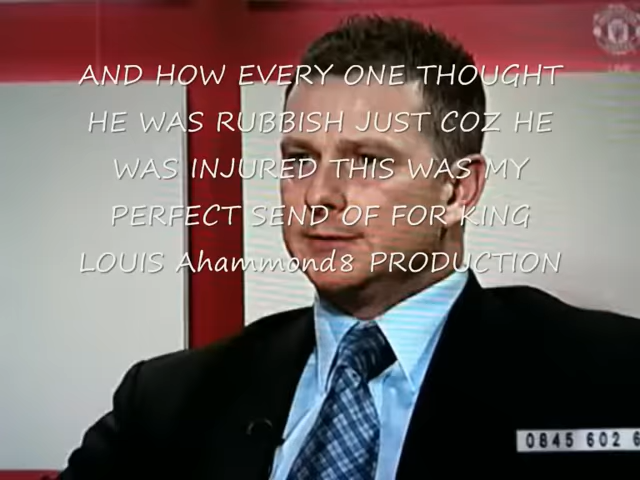 AND HOW EVERY ONE THOUGHT
HE WAS RUBBISH JUST COZ HE
WAS INJURED THIS WAS MY
PERFECT SEND OF FOR KING
LOUIS Ahammond8 PRODUCTION
0845 602 6